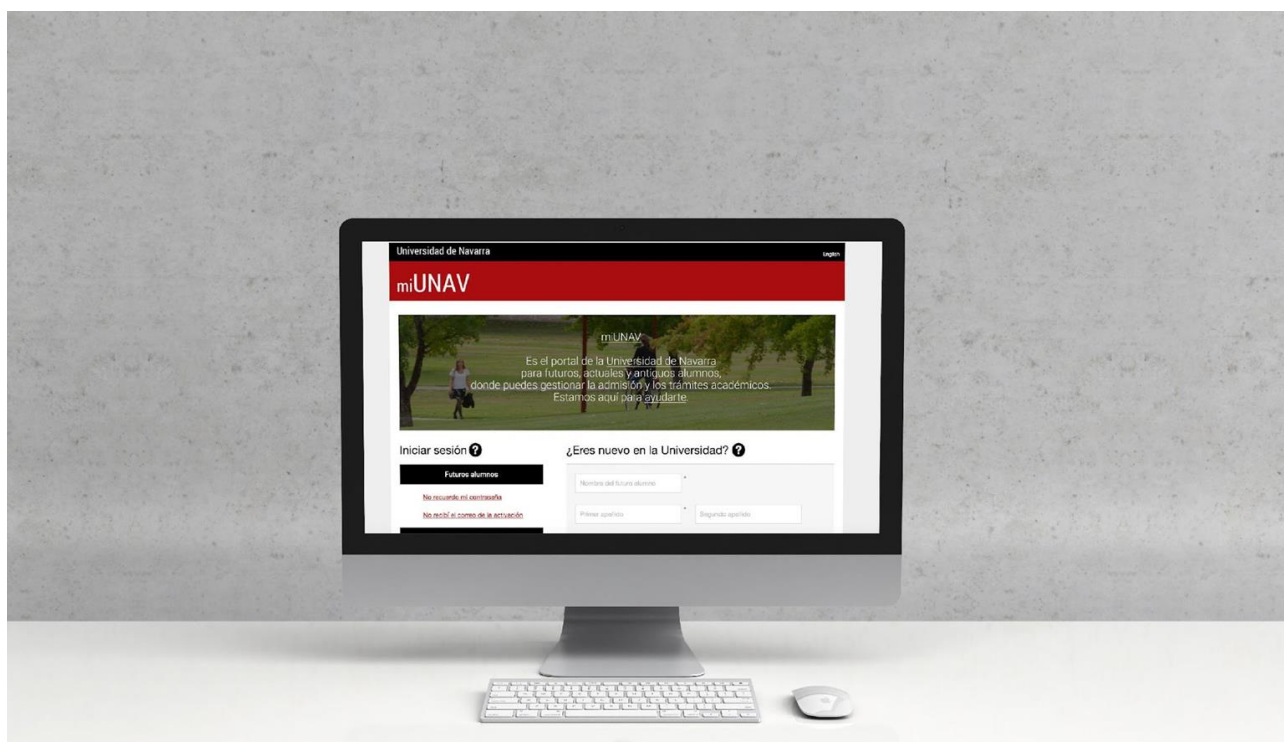 Universidad de Navarra
English
miUNAV
miUNAV
Es el portal de la Universidad de Navarra
para futuros, actuales y antiguos alumnos,
donde puedes gestionar la admisión y los trámites académicos.
Estamos aquí para ayudarte.
Iniciar sesión ?
¿Eres nuevo en la Universidad? ?
Futuros alumnos
Nombre del futuro alumno *
No recuerdo mi contraseña
No recibí el correo de la activación
Primer apellido *
Segundo apellido